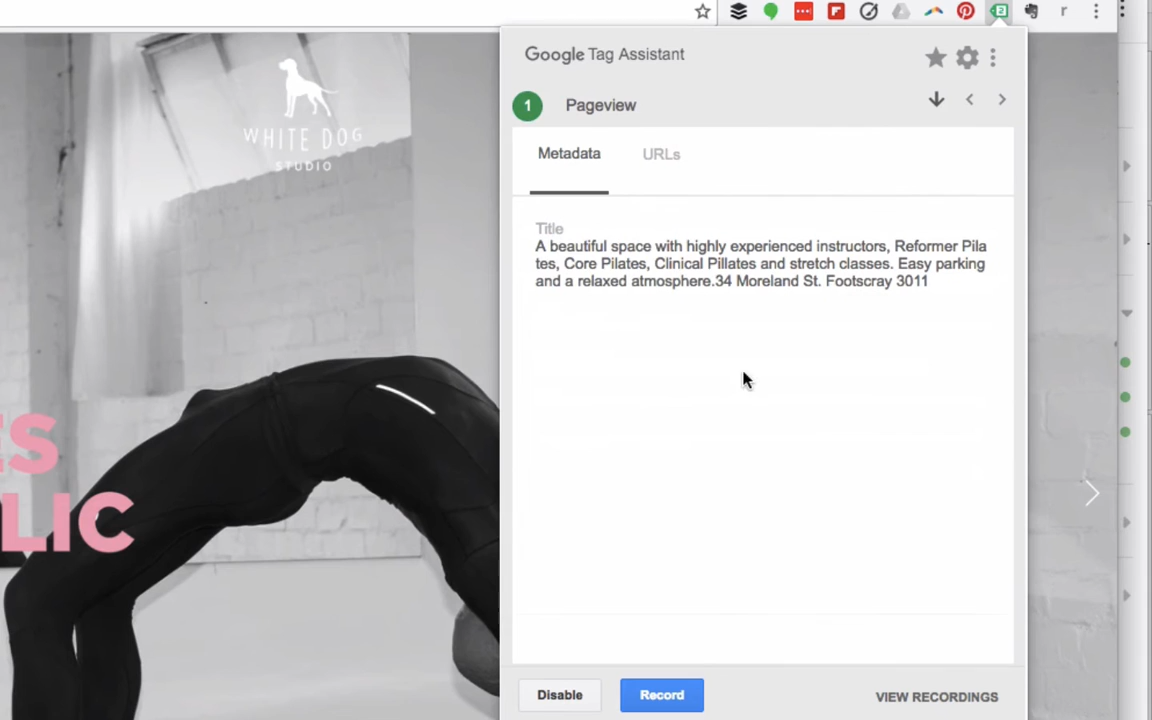 r
Google Tag Assistant
1 Pageview
Metadata URLs
Title
A beautiful space with highly experienced instructors, Reformer Pila
tes, Core Pilates, Clinical Pillates and stretch classes. Easy parking
and a relaxed atmosphere.34 Moreland St. Footscray 3011
Disable Record VIEW RECORDINGS
WHITE DOG
STUDIO
ES
LIC
2